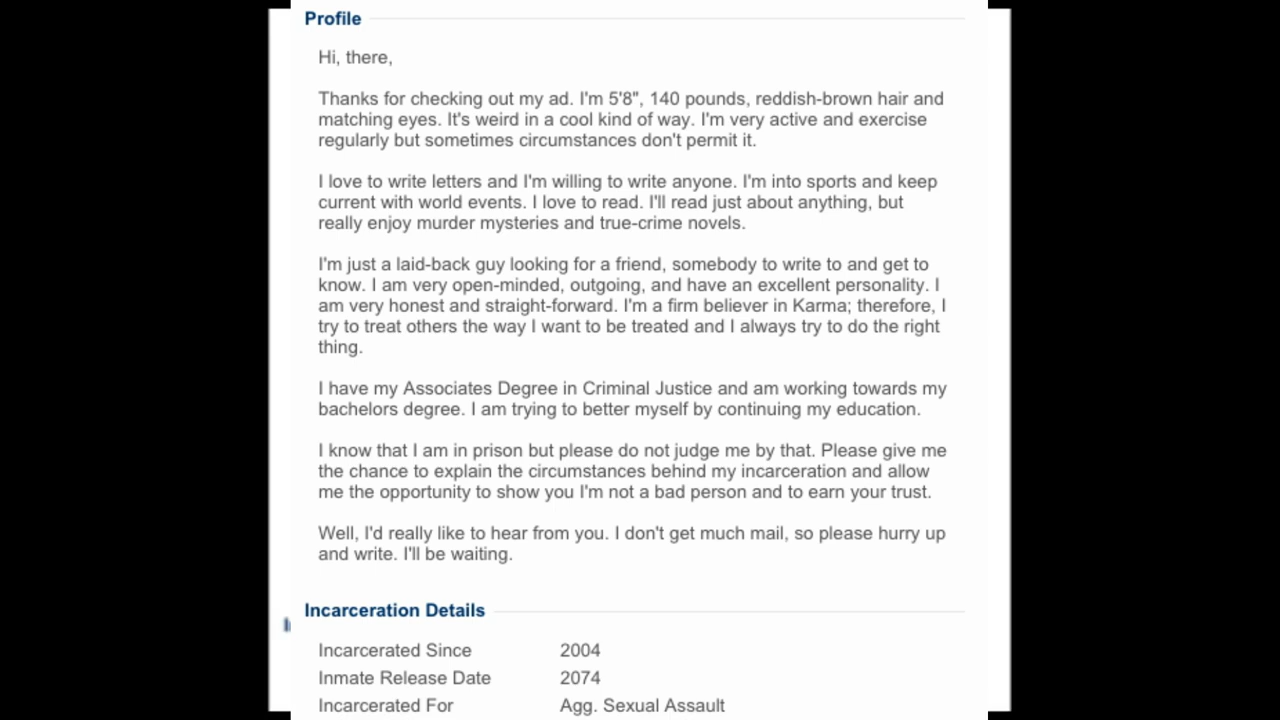 Profile
Hi, there,
Thanks for checking out my ad. I'm 5'8", 140 pounds, reddish-brown hair and
matching eyes. It's weird in a cool kind of way. I'm very active and exercise
regularly but sometimes circumstances don't permit it.
I love to write letters and I'm willing to write anyone. I'm into sports and keep
current with world events. I love to read. I'll read just about anything, but
really enjoy murder mysteries and true-crime novels.
I'm just a laid-back guy looking for a friend, somebody to write to and get to
know. I am very open-minded, outgoing, and have an excellent personality. I
am very honest and straight-forward. I'm a firm believer in Karma; therefore, I
try to treat others the way I want to be treated and I always try to do the right
thing.
I have my Associates Degree in Criminal Justice and am working towards my
bachelors degree. I am trying to better myself by continuing my education.
I know that I am in prison but please do not judge me by that. Please give me
the chance to explain the circumstances behind my incarceration and allow
me the opportunity to show you I'm not a bad person and to earn your trust.
Well, I'd really like to hear from you. I don't get much mail, so please hurry up
and write. I'll be waiting.
Incarceration Details
Incarcerated Since 2004
Inmate Release Date 2074
Incarcerated For Agg. Sexual Assault